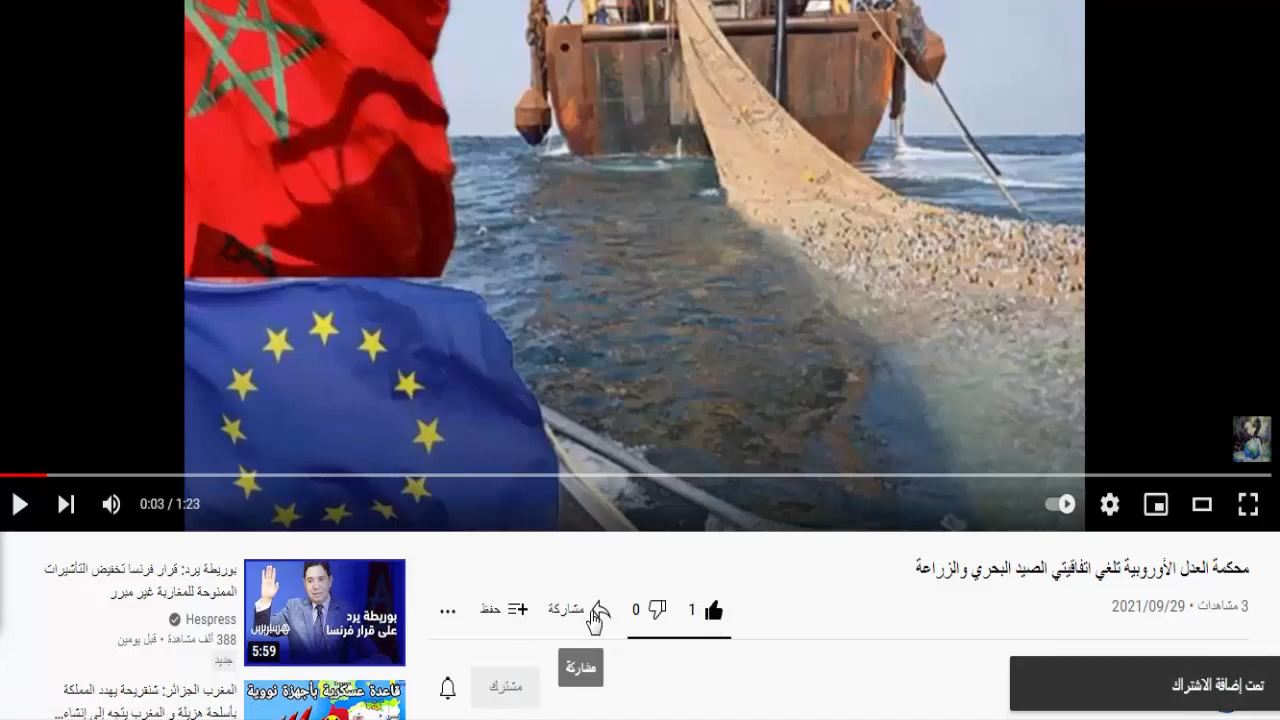 0:03 / 1:23
محكمة العدل الأوروبية تلغي اتفاقيتي الصيد البحري والزراعة
3 مشاهدات • 2021/09/29
1
0
مشاركة
حفظ
مشاركة
مشترك
تمت إضافة الاشتراك
بوريطة يرد
على قرار فرنسا
هسبريس
5:59
بوريطة يرد: قرار فرنسا تخفيض التأشيرات
الممنوحة للمغاربة غير مبرر
Hespress
388 ألف مشاهدة • قبل يومين
جديد
قاعدة عسكرية بأجهزة نووية
المغرب الجزائر: شنقريحة يهدد المملكة
بأسلحة هزيلة و المغرب يتجه إلى إنشاء...